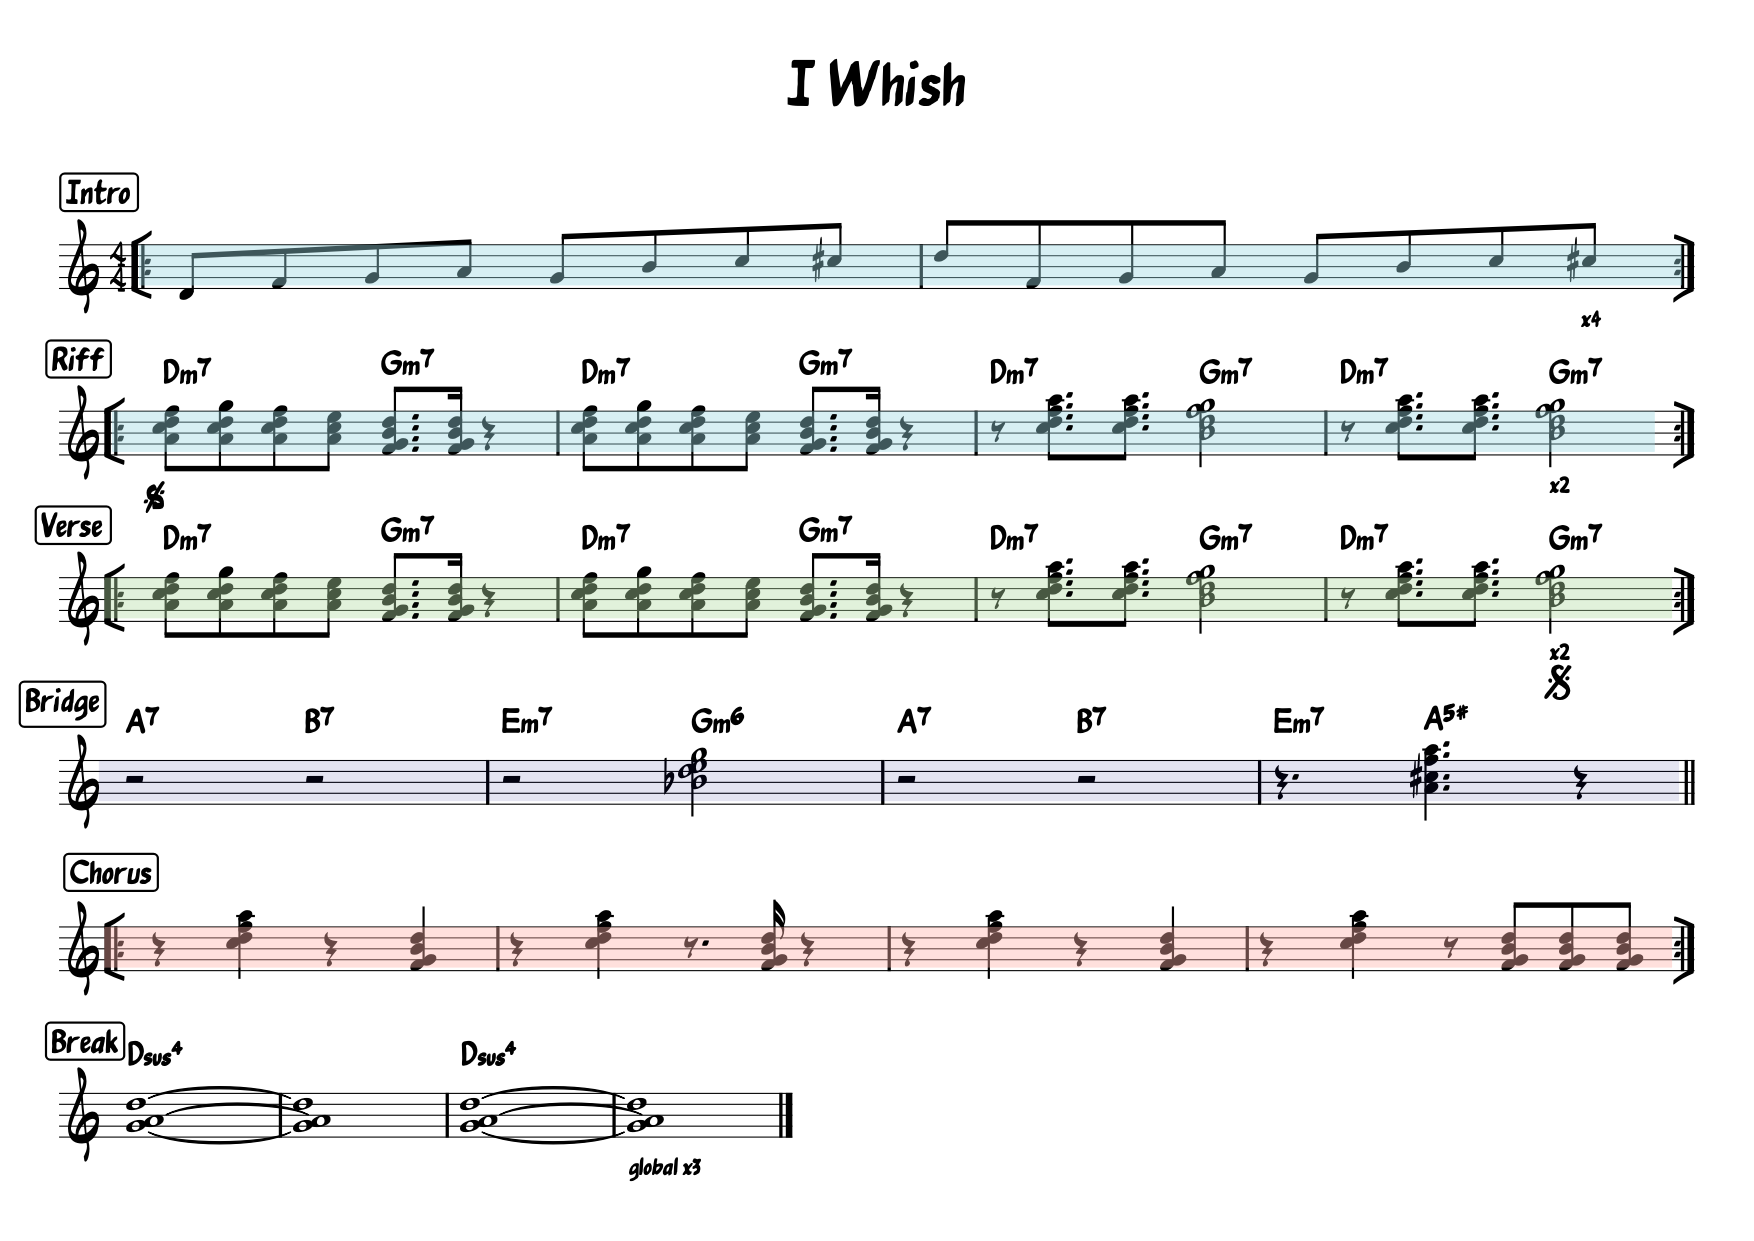 I Whish
Intro
4
4
x4
Riff
Dm7 Gm7 Dm7 Gm7 Dm7 Gm7 Dm7 Gm7
x2
Verse
Dm7 Gm7 Dm7 Gm7 Dm7 Gm7 Dm7 Gm7
x2
Bridge
A7 B7 Em7 Gm6 A7 B7 Em7 A5#
Chorus
Break
Dsus4 Dsus4
global x3